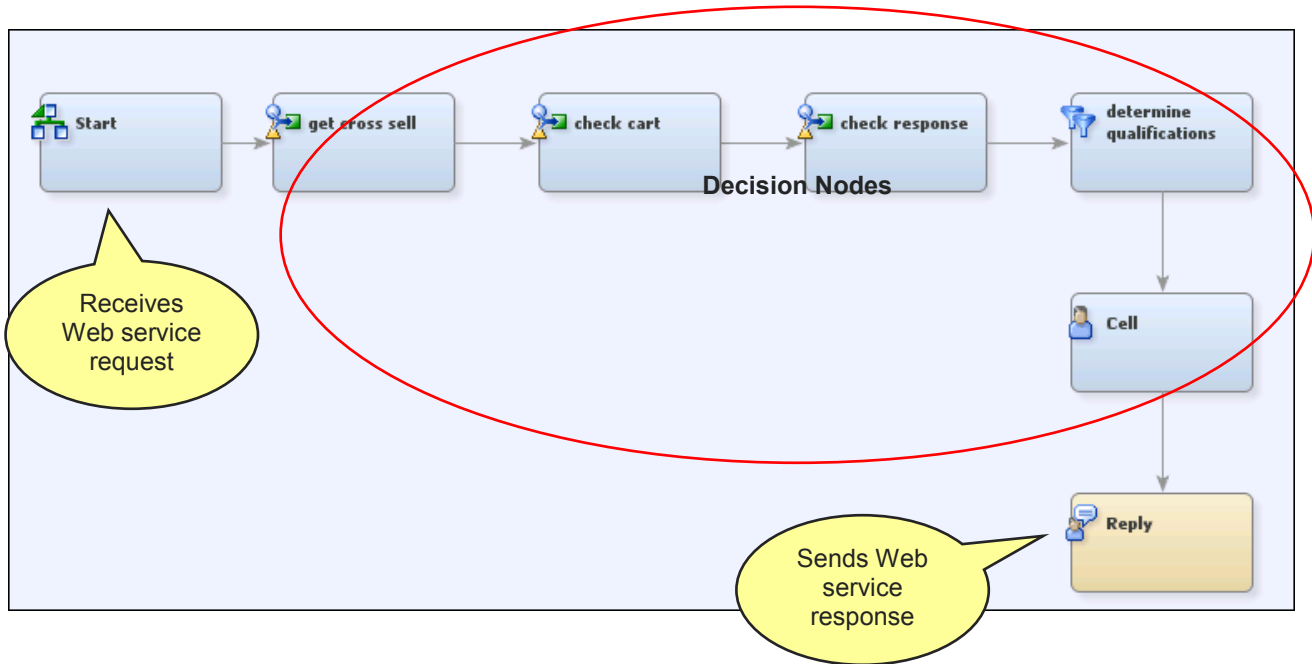 Start
get cross sell
check cart
check response
determine
qualifications
Decision Nodes
Receives
Web service
request
Cell
Reply
Sends Web
service
response